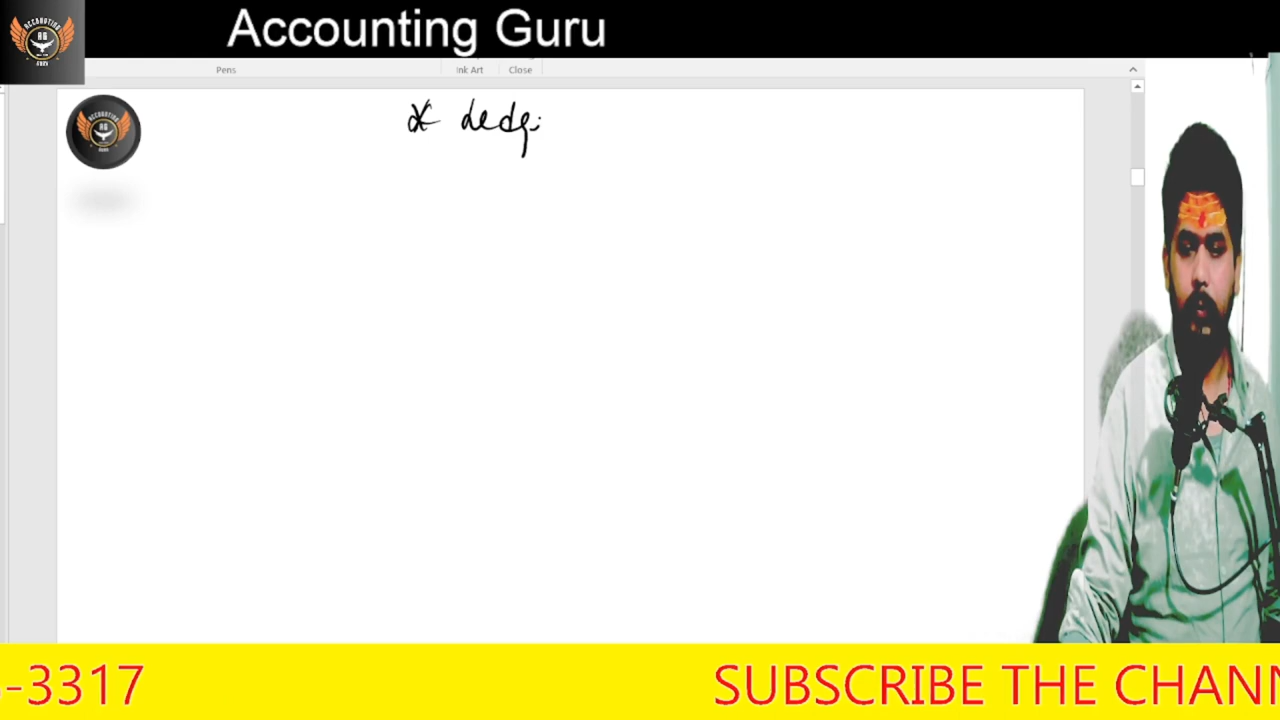 Accounting Guru
Pens
Ink Art
Close
-3317
SUBSCRIBE THE CHANN